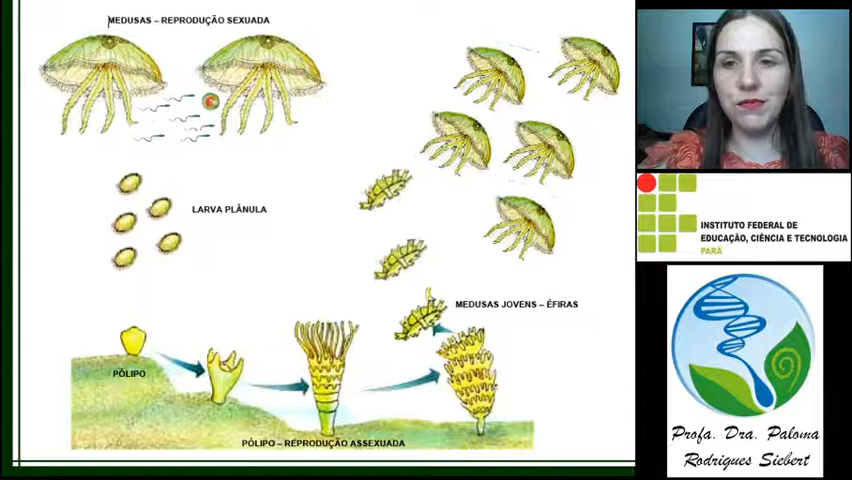 MEDUSAS – REPRODUÇÃO SEXUADA
LARVA PLÂNULA
MEDUSAS JOVENS – ÉFIRAS
PÓLIPO
PÓLIPO – REPRODUÇÃO ASSEXUADA
INSTITUTO FEDERAL DE
EDUCAÇÃO, CIÊNCIA E TECNOLOGIA
PARÁ
Profa. Dra. Paloma
Rodrigues Siebert